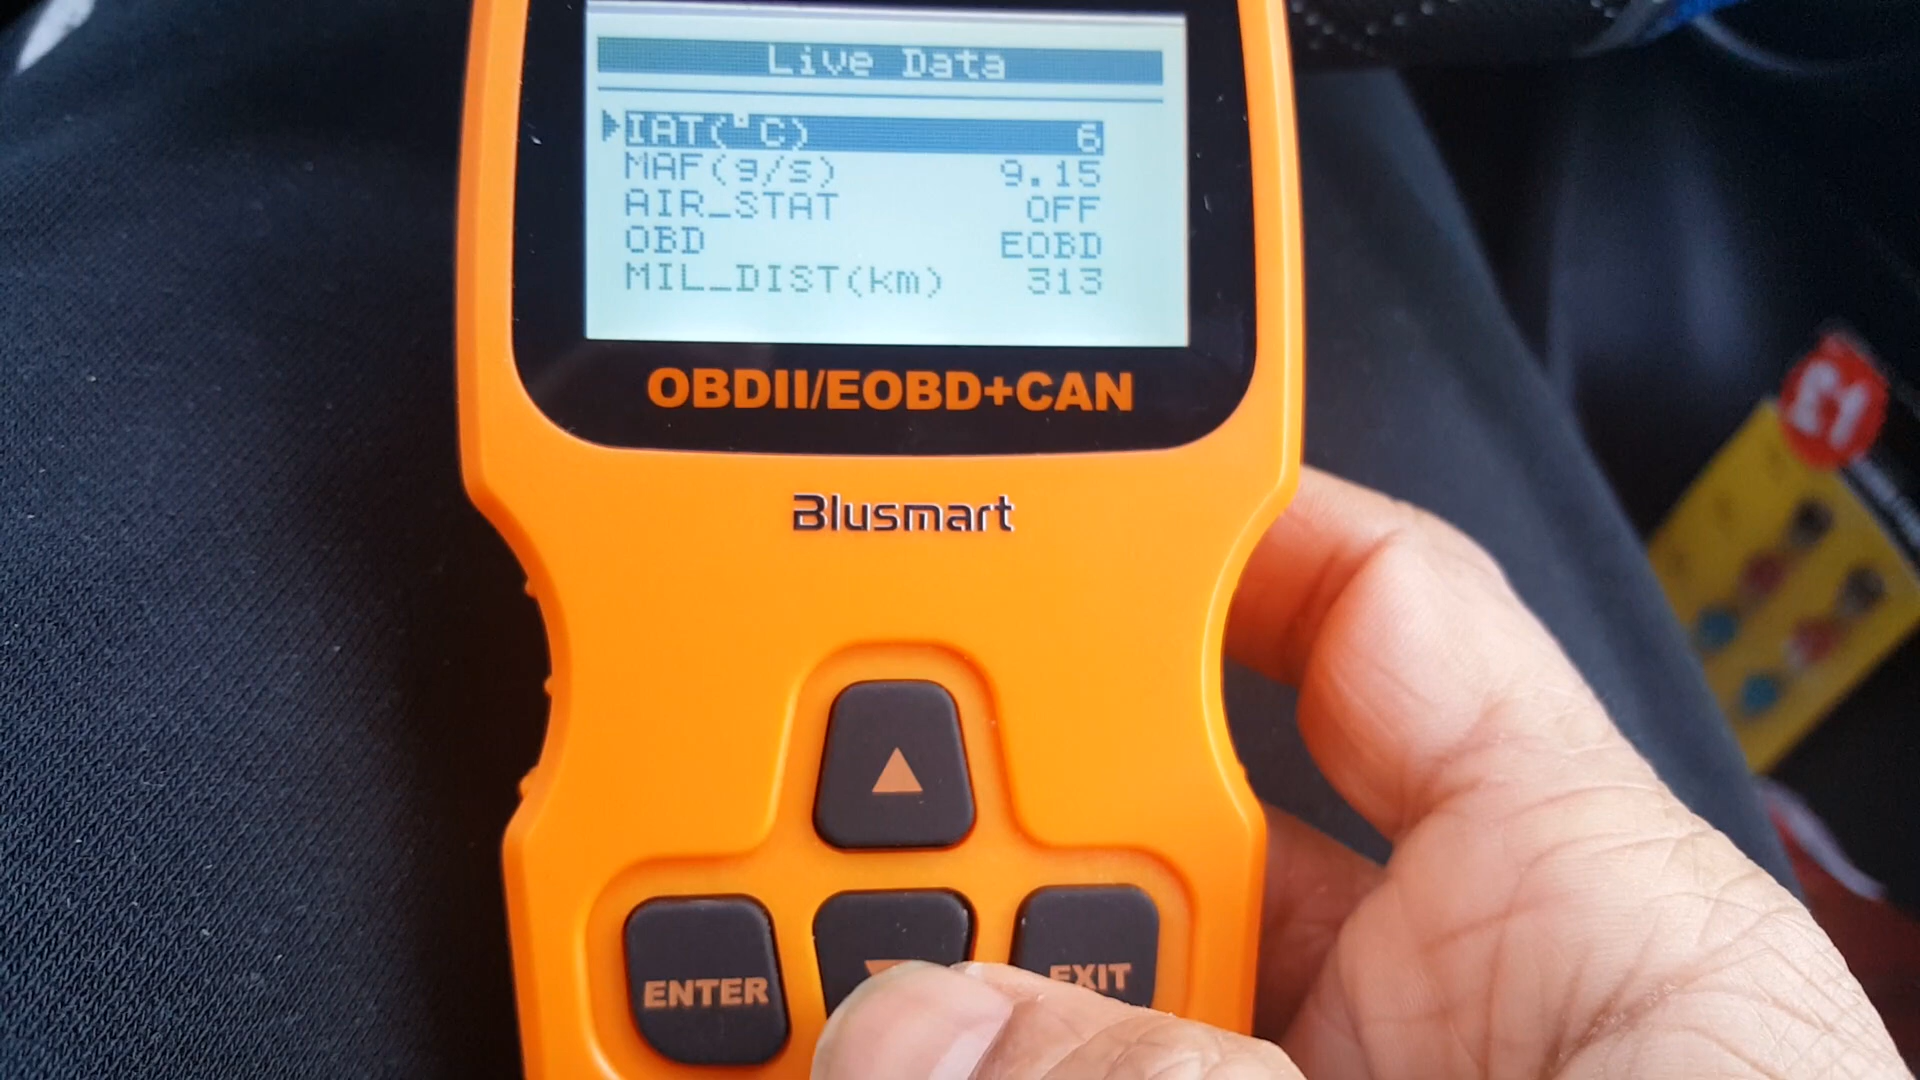 Live Data
IAT(°C) 6
MAF(g/s) 9.15
AIR_STAT OFF
OBD EOBD
MIL_DIST(km) 313
OBDII/EOBD+CAN
Blusmart
▲
ENTER
EXIT
£1